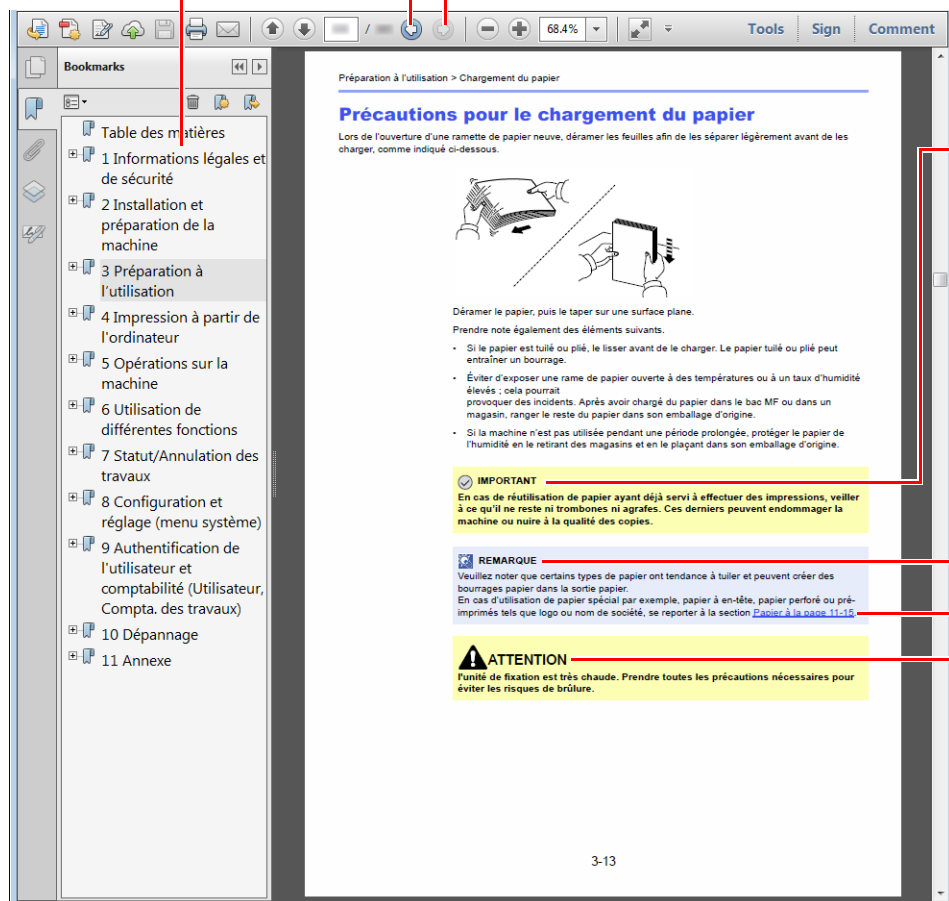 /
68.4%
Tools
Sign
Comment
Bookmarks
Table des matières
1 Informations légales et
de sécurité
2 Installation et
préparation de la
machine
3 Préparation à
l'utilisation
4 Impression à partir de
l'ordinateur
5 Opérations sur la
machine
6 Utilisation de
différentes fonctions
7 Statut/Annulation des
travaux
8 Configuration et
réglage (menu système)
9 Authentification de
l'utilisateur et
comptabilité (Utilisateur,
Compta. des travaux)
10 Dépannage
11 Annexe
Préparation à l'utilisation > Chargement du papier
Précautions pour le chargement du papier
Lors de l'ouverture d'une ramette de papier neuve, déramer les feuilles afin de les séparer légèrement avant de les
charger, comme indiqué ci-dessous.
Déramer le papier, puis le taper sur une surface plane.
Prendre note également des éléments suivants.
• Si le papier est tuilé ou plié, le lisser avant de le charger. Le papier tuilé ou plié peut
entraîner un bourrage.
• Éviter d'exposer une rame de papier ouverte à des températures ou à un taux d'humidité
élevés ; cela pourrait
provoquer des incidents. Après avoir chargé du papier dans le bac MF ou dans un
magasin, ranger le reste du papier dans son emballage d'origine.
• Si la machine n'est pas utilisée pendant une période prolongée, protéger le papier de
l'humidité en le retirant des magasins et en le plaçant dans son emballage d'origine.
IMPORTANT
En cas de réutilisation de papier ayant déjà servi à effectuer des impressions, veiller
à ce qu'il ne reste ni trombones ni agrafes. Ces derniers peuvent endommager la
machine ou nuire à la qualité des copies.
REMARQUE
Veuillez noter que certains types de papier ont tendance à tuiler et peuvent créer des
bourrages papier dans la sortie papier.
En cas d'utilisation de papier spécial par exemple, papier à en-tête, papier perforé ou pré-
imprimés tels que logo ou nom de société, se reporter à la section Papier à la page 11-15.
ATTENTION
l'unité de fixation est très chaude. Prendre toutes les précautions nécessaires pour
éviter les risques de brûlure.
3-13